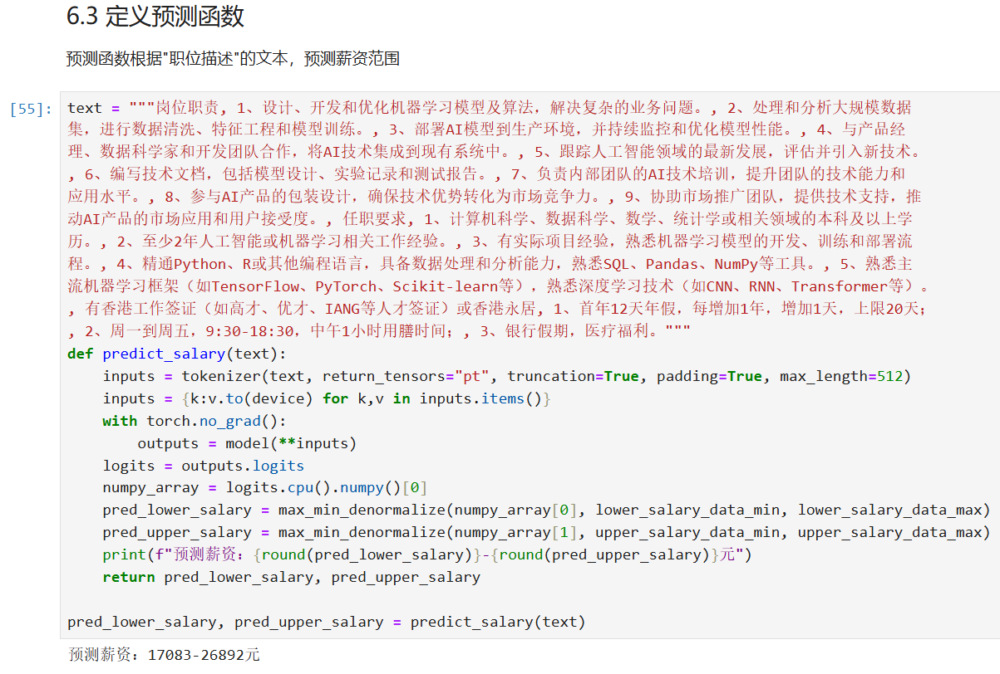 6.3 定义预测函数
预测函数根据"职位描述"的文本，预测薪资范围
[55]: text = """岗位职责, 1、设计、开发和优化机器学习模型及算法，解决复杂的业务问题。, 2、处理和分析大规模数据
集，进行数据清洗、特征工程和模型训练。, 3、部署AI模型到生产环境，并持续监控和优化模型性能。, 4、与产品经
理、数据科学家和开发团队合作，将AI技术集成到现有系统中。, 5、跟踪人工智能领域的最新发展，评估并引入新技术。
, 6、编写技术文档，包括模型设计、实验记录和测试报告。, 7、负责内部团队的AI技术培训，提升团队的技术能力和
应用水平。, 8、参与AI产品的包装设计，确保技术优势转化为市场竞争力。, 9、协助市场推广团队，提供技术支持，推
动AI产品的市场应用和用户接受度。, 任职要求, 1、计算机科学、数据科学、数学、统计学或相关领域的本科及以上学
历。, 2、至少2年人工智能或机器学习相关工作经验。, 3、有实际项目经验，熟悉机器学习模型的开发、训练和部署流
程。, 4、精通Python、R或其他编程语言，具备数据处理和分析能力，熟悉SQL、Pandas、NumPy等工具。, 5、熟悉主
流机器学习框架（如TensorFlow、PyTorch、Scikit-learn等），熟悉深度学习技术（如CNN、RNN、Transformer等）。
, 有香港工作签证（如高才、优才、IANG等人才签证）或香港永居, 1、首年12天年假，每增加1年，增加1天，上限20天；
, 2、周一到周五，9:30-18:30，中午1小时用膳时间；, 3、银行假期，医疗福利。"""
def predict_salary(text):
    inputs = tokenizer(text, return_tensors="pt", truncation=True, padding=True, max_length=512)
    inputs = {k:v.to(device) for k,v in inputs.items()}
    with torch.no_grad():
        outputs = model(**inputs)
    logits = outputs.logits
    numpy_array = logits.cpu().numpy()[0]
    pred_lower_salary = max_min_denormalize(numpy_array[0], lower_salary_data_min, lower_salary_data_max)
    pred_upper_salary = max_min_denormalize(numpy_array[1], upper_salary_data_min, upper_salary_data_max)
    print(f"预测薪资：{round(pred_lower_salary)}-{round(pred_upper_salary)}元")
    return pred_lower_salary, pred_upper_salary
pred_lower_salary, pred_upper_salary = predict_salary(text)
预测薪资：17083-26892元